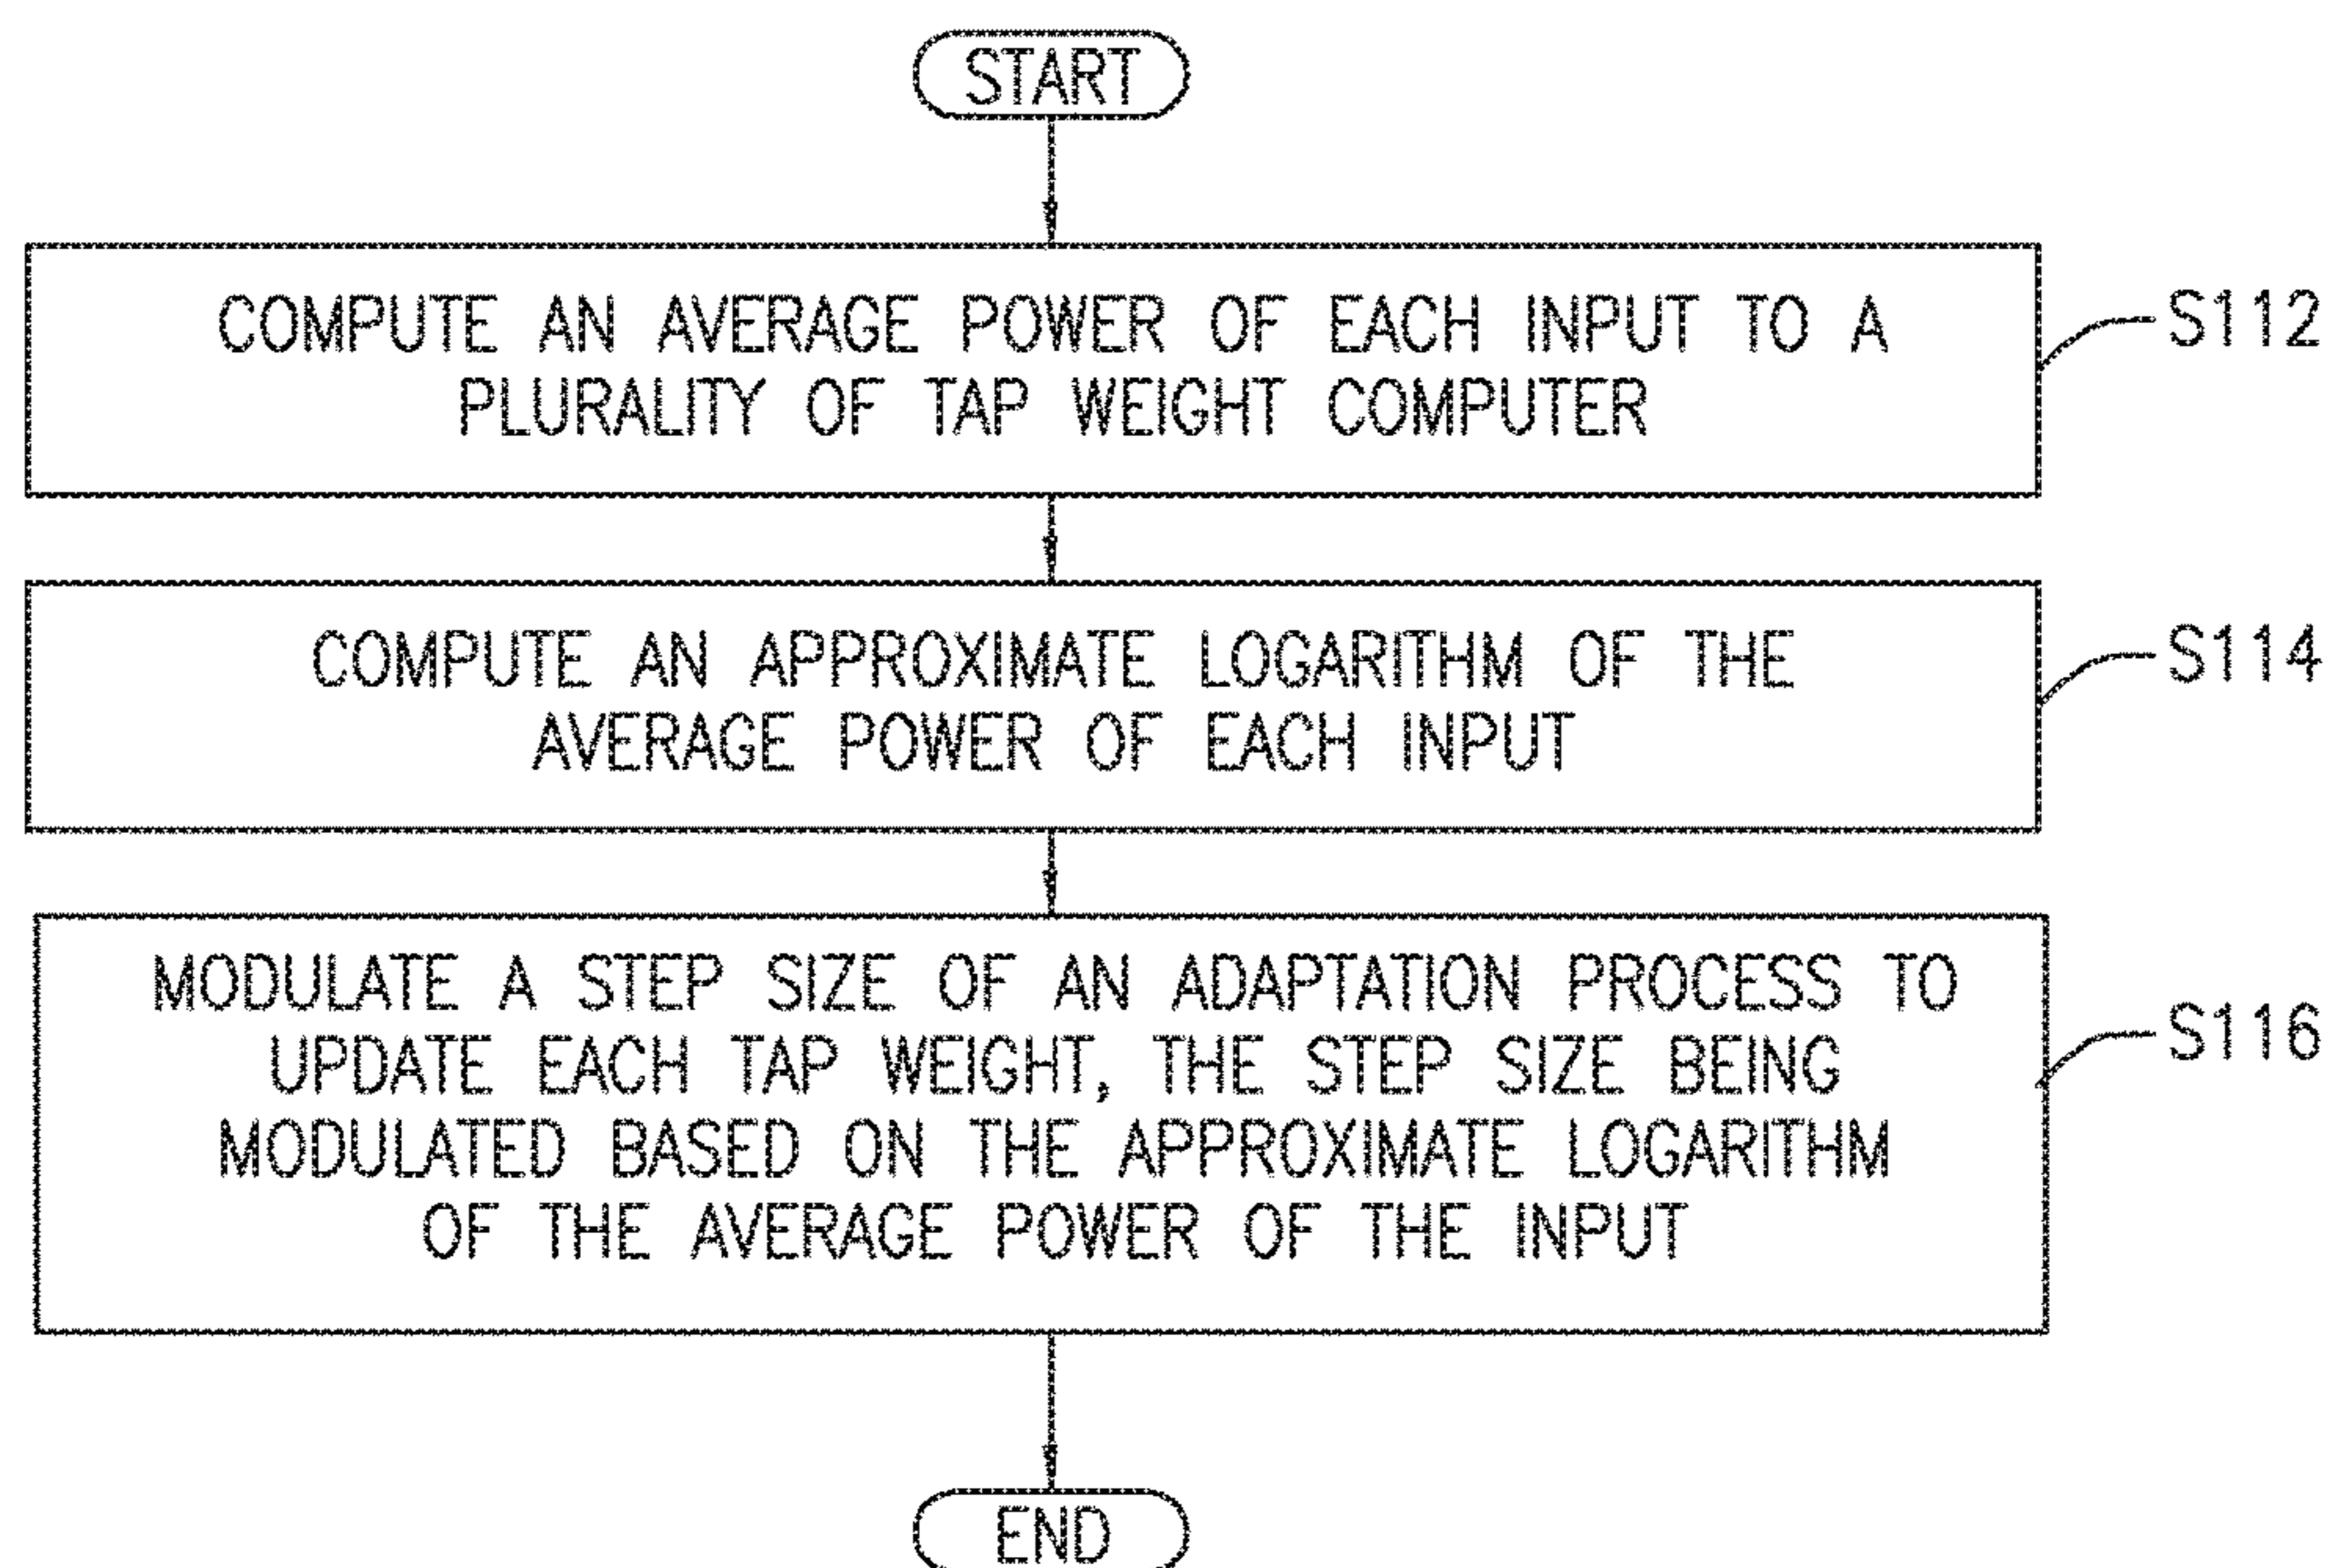 START
COMPUTE AN AVERAGE POWER OF EACH INPUT TO A
PLURALITY OF TAP WEIGHT COMPUTER
S112
COMPUTE AN APPROXIMATE LOGARITHM OF THE
AVERAGE POWER OF EACH INPUT
S114
MODULATE A STEP SIZE OF AN ADAPTATION PROCESS TO
UPDATE EACH TAP WEIGHT, THE STEP SIZE BEING
MODULATED BASED ON THE APPROXIMATE LOGARITHM
OF THE AVERAGE POWER OF THE INPUT
S116
END